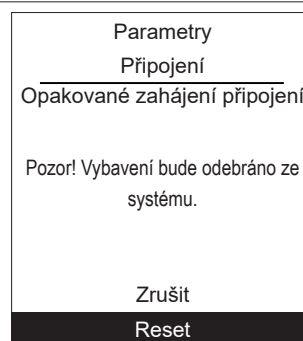 Parametry
Připojení
Opakované zahájení připojení
Pozor! Vybavení bude odebráno ze
systému.
Zrušit
Reset